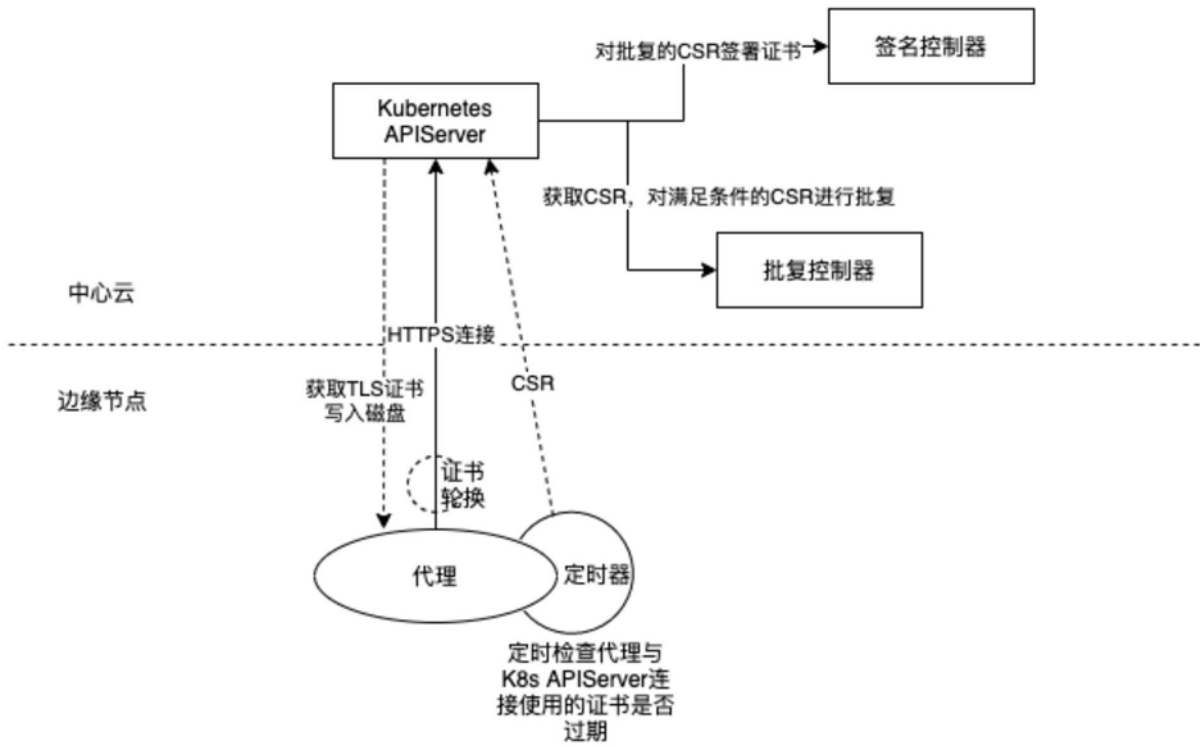 对批复的CSR签署证书
签名控制器
Kubernetes
APIServer
获取CSR，对满足条件的CSR进行批复
批复控制器
中心云
HTTPS连接
边缘节点
获取TLS证书
写入磁盘
CSR
证书
轮换
代理
定时器
定时检查代理与
K8s APIServer连
接使用的证书是否
过期